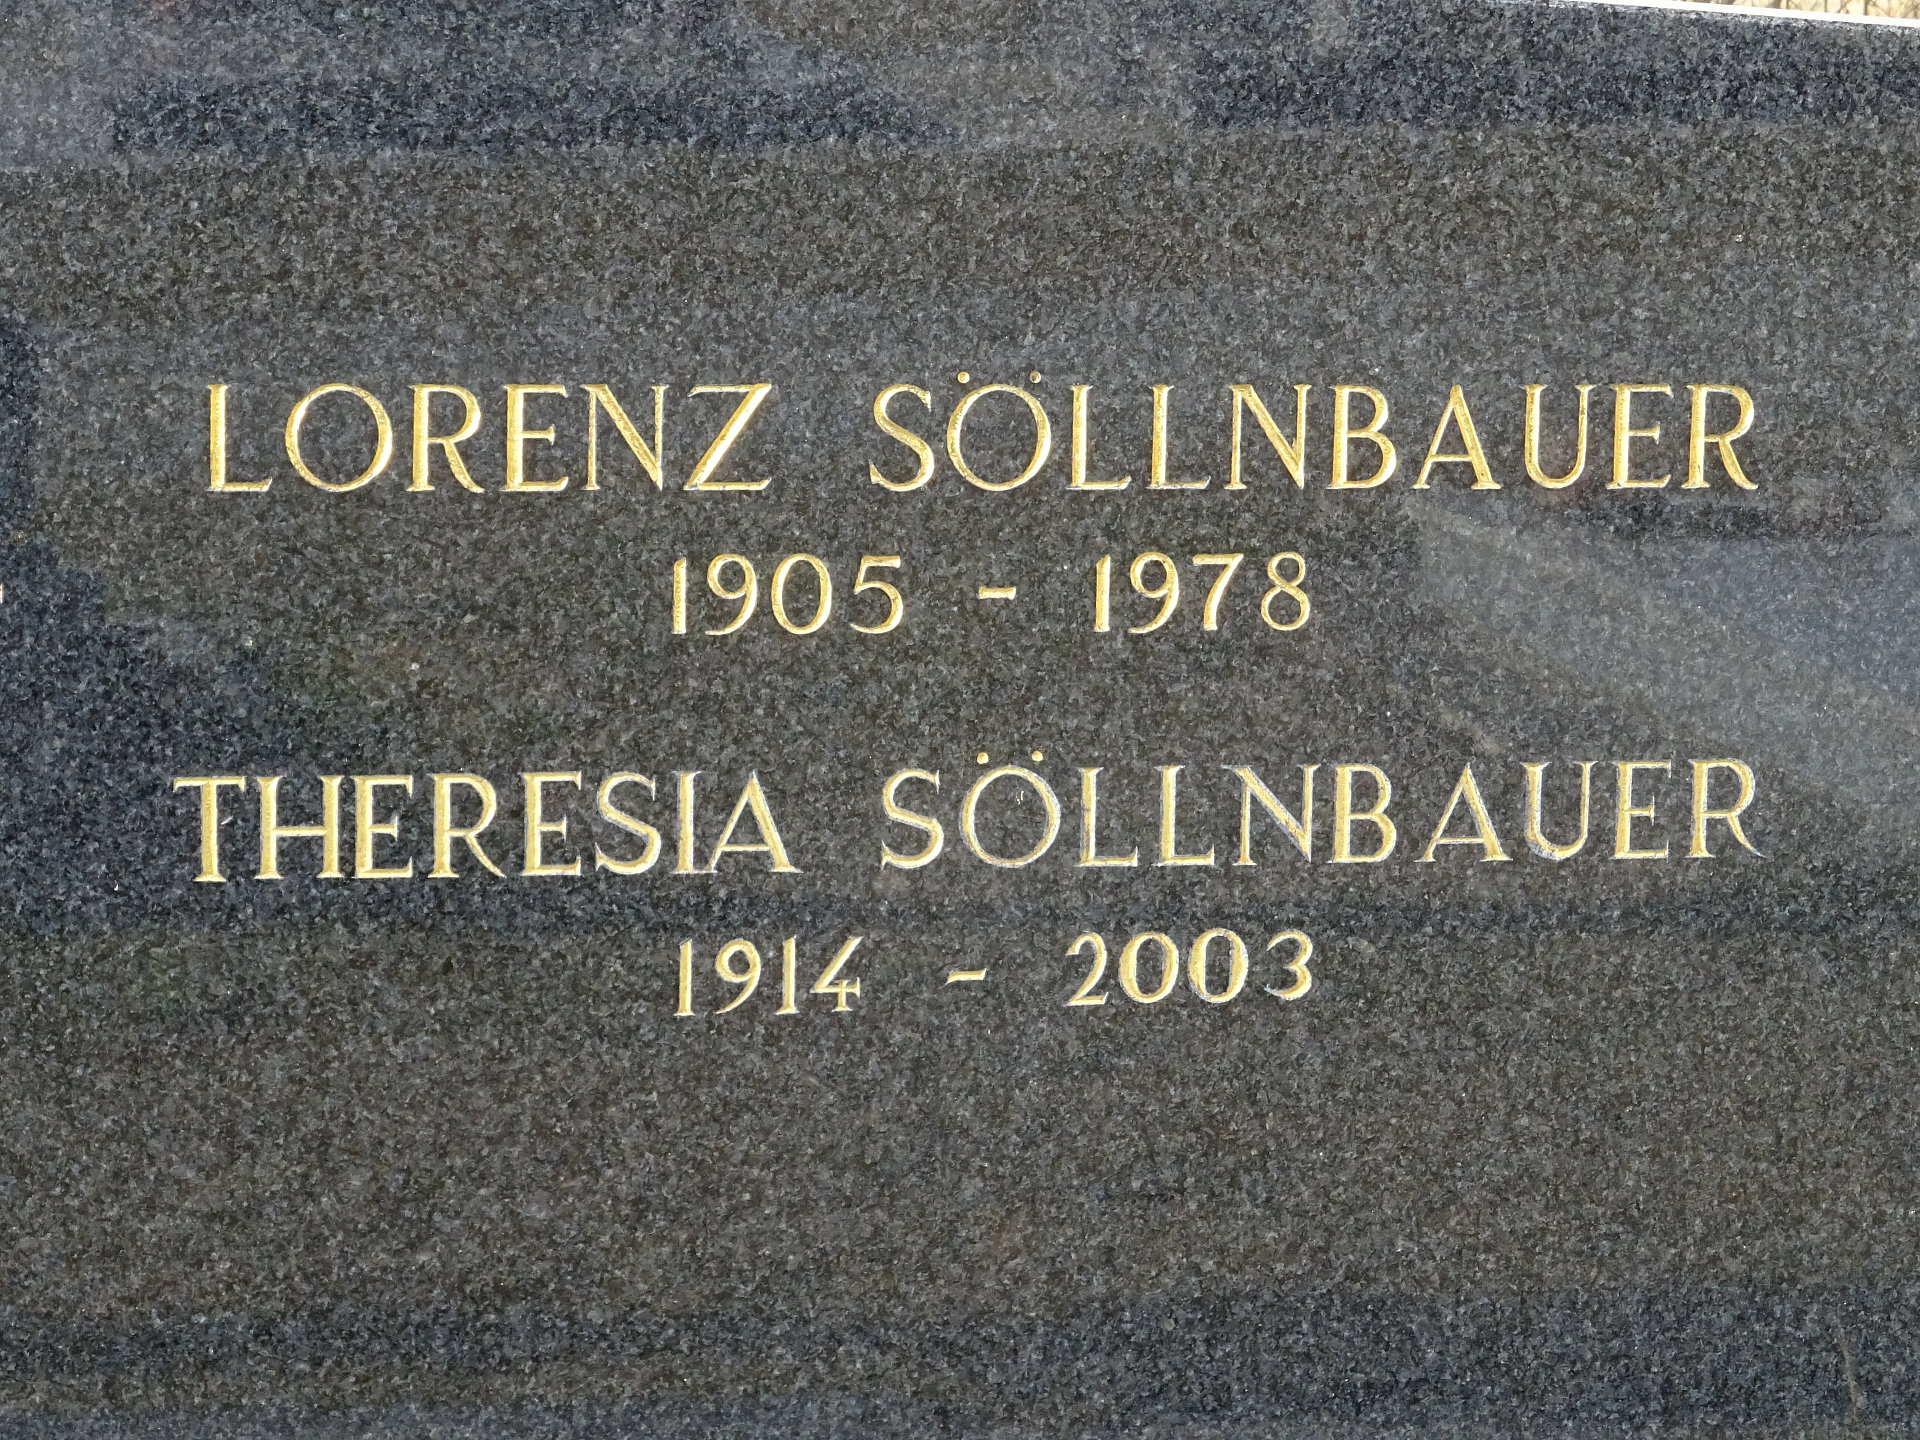 LORENZ SÖLLNBAUER
1905 - 1978
THERESIA SÖLLNBAUER
1914 - 2003